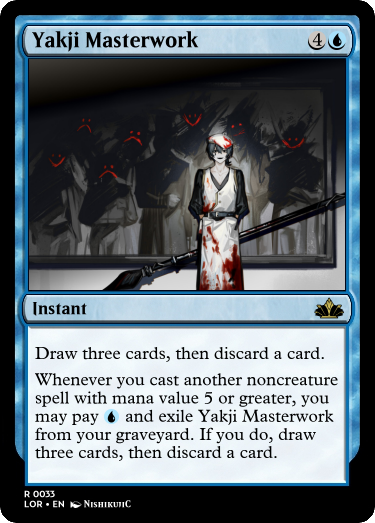 Yakji Masterwork 4
Instant
Draw three cards, then discard a card.
Whenever you cast another noncreature
spell with mana value 5 or greater, you
may pay and exile Yakji Masterwork
from your graveyard. If you do, draw
three cards, then discard a card.
R 0033
LOR • EN NishikujiC